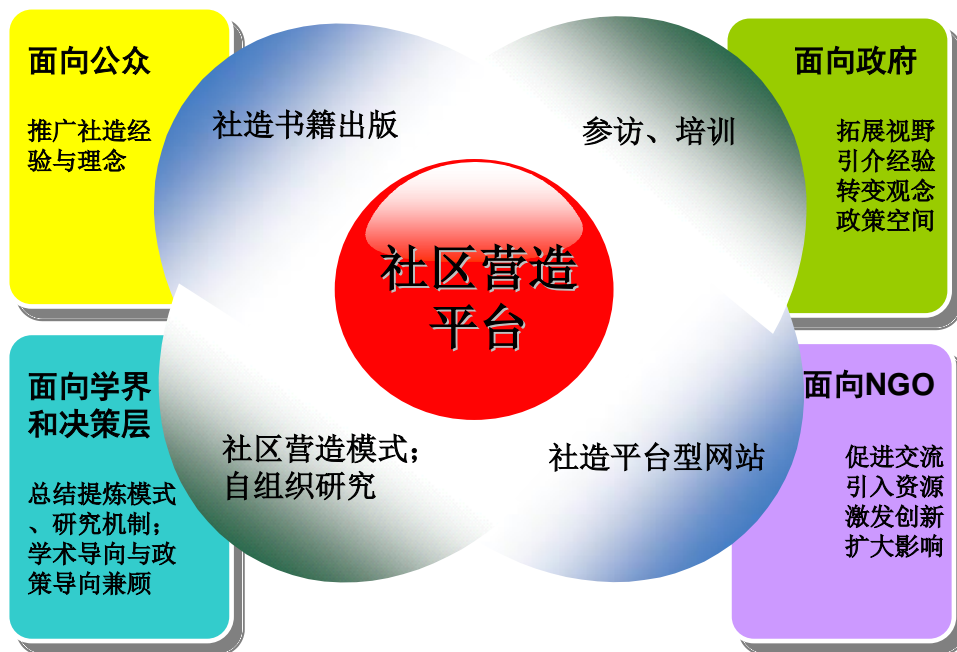 面向公众
推广社造经
验与理念
社造书籍出版
参访、培训
面向政府
拓展视野
引介经验
转变观念
政策空间
社区营造
平台
面向学界
和决策层
总结提炼模式
、研究机制；
学术导向与政
策导向兼顾
社区营造模式；
自组织研究
社造平台型网站
面向NGO
促进交流
引入资源
激发创新
扩大影响